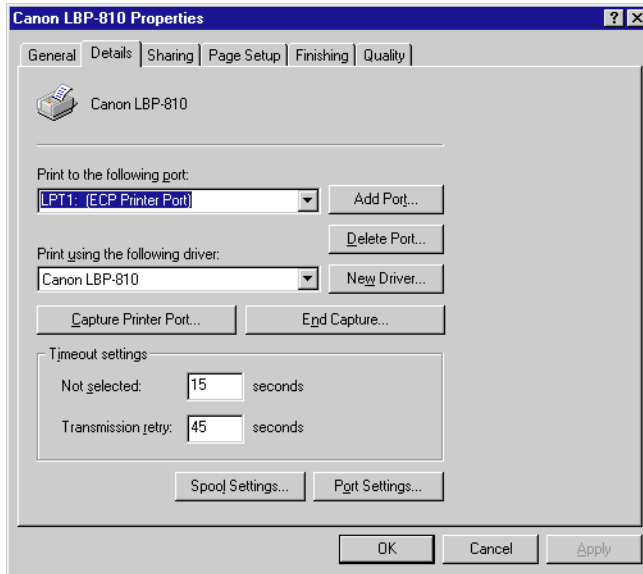 Canon LBP-810 Properties
General Details Sharing Page Setup Finishing Quality
Canon LBP-810
Print to the following port:
LPT1: (ECP Printer Port)
Add Port...
Delete Port...
Print using the following driver:
Canon LBP-810
New Driver...
Capture Printer Port...
End Capture...
Timeout settings
Not selected: 15 seconds
Transmission retry: 45 seconds
Spool Settings...
Port Settings...
OK Cancel Apply